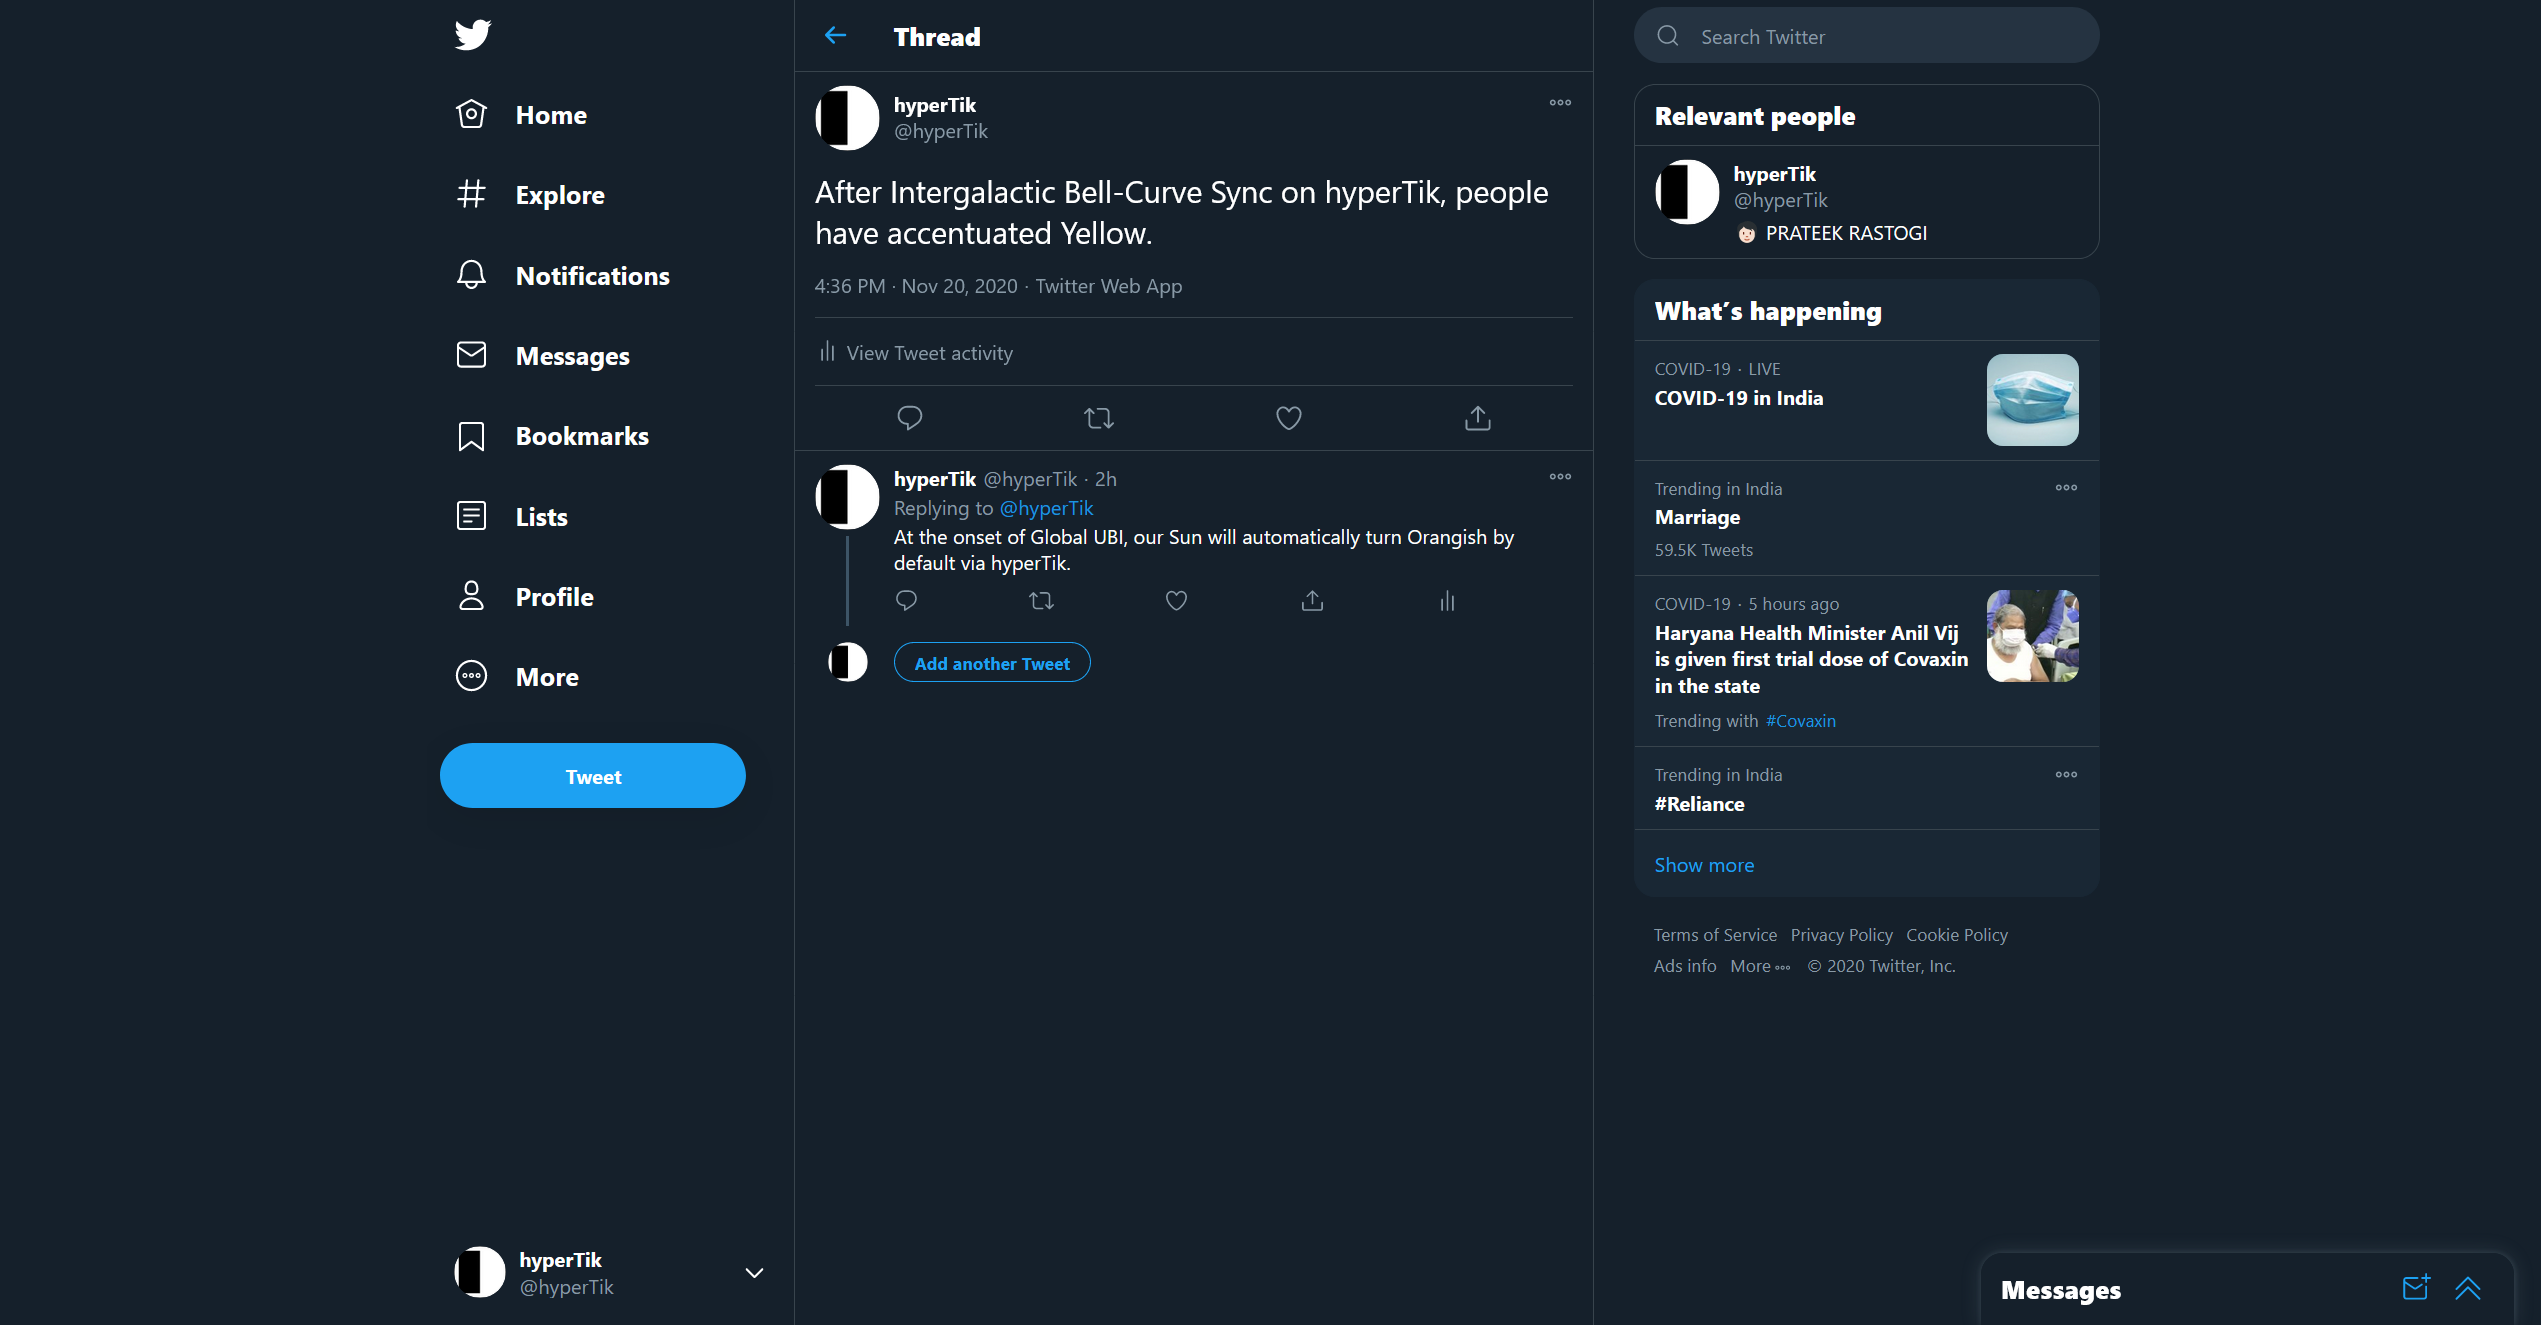 Home
Explore
Notifications
Messages
Bookmarks
Lists
Profile
More
Tweet
hyperTik
@hyperTik
Thread
hyperTik
@hyperTik
After Intergalactic Bell-Curve Sync on hyperTik, people
have accentuated Yellow.
4:36 PM · Nov 20, 2020 · Twitter Web App
View Tweet activity
hyperTik @hyperTik · 2h
Replying to @hyperTik
At the onset of Global UBI, our Sun will automatically turn Orangish by
default via hyperTik.
Add another Tweet
Search Twitter
Relevant people
hyperTik
@hyperTik
PRATEEK RASTOGI
What's happening
COVID-19 · LIVE
COVID-19 in India
Trending in India
Marriage
59.5K Tweets
COVID-19 · 5 hours ago
Haryana Health Minister Anil Vij
is given first trial dose of Covaxin
in the state
Trending with #Covaxin
Trending in India
#Reliance
Show more
Terms of Service Privacy Policy Cookie Policy
Ads info More © 2020 Twitter, Inc.
Messages